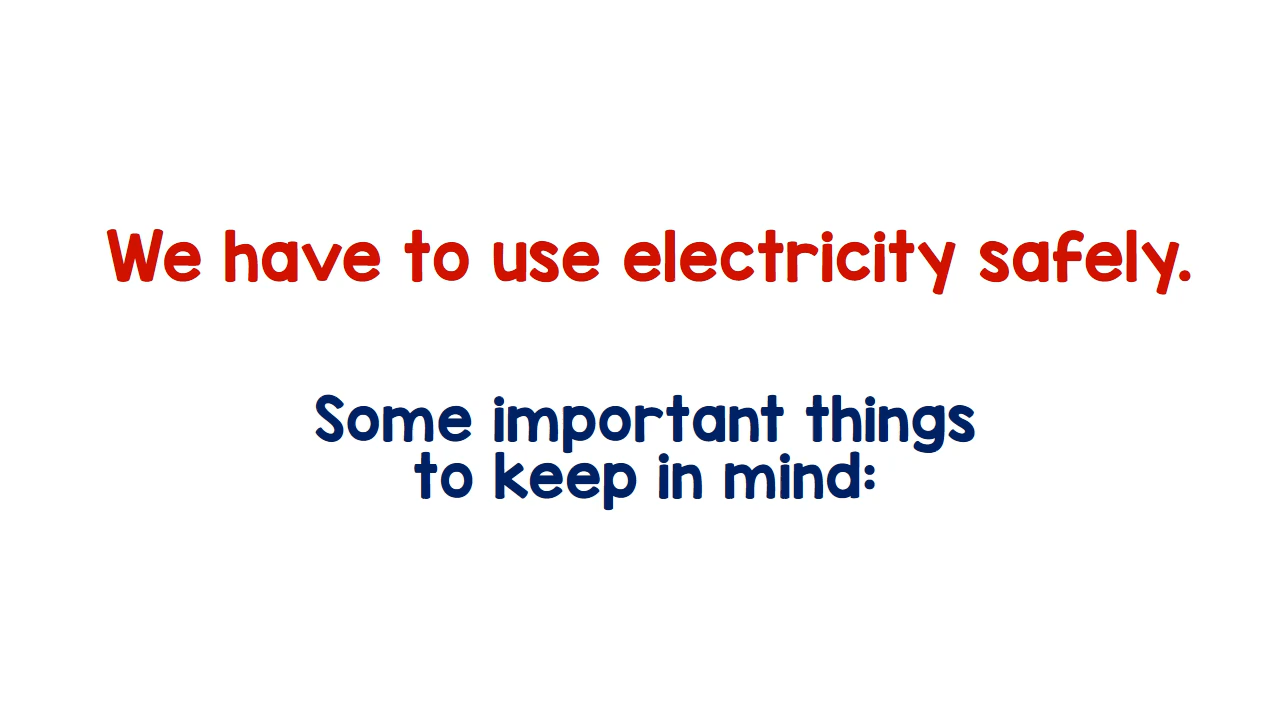 We have to use electricity safely.
Some important things
to keep in mind: